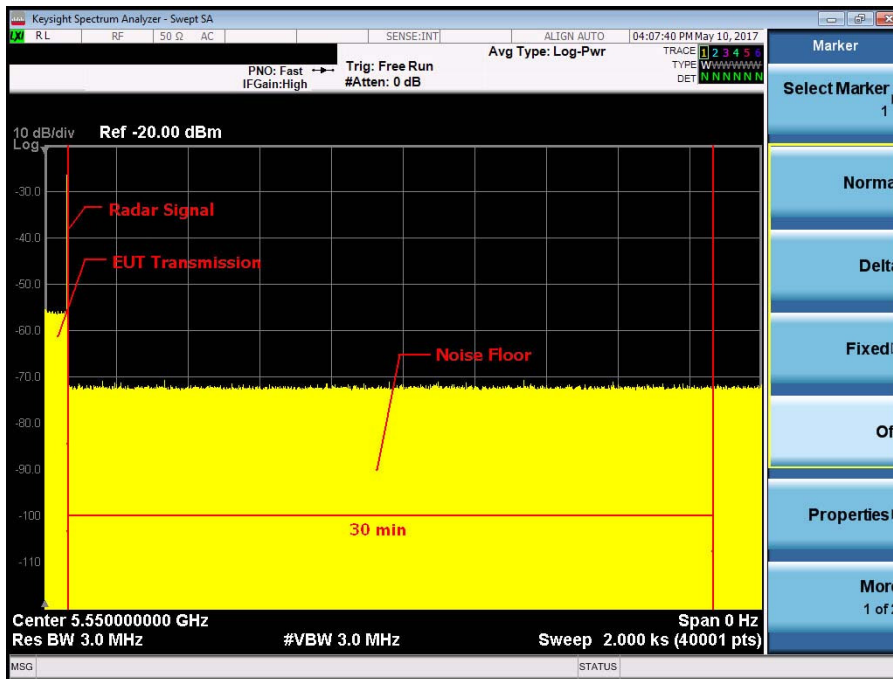 Keysight Spectrum Analyzer - Swept SA
LXI RL RF 50 Ω AC SENSE:INT ALIGN AUTO 04:07:40 PM May 10, 2017
Marker
PNO: Fast
IFGain:High
Trig: Free Run
#Atten: 0 dB
Avg Type: Log-Pwr
TRACE 1 2 3 4 5 6
TYPE WWWWWW
DET N N N N N N
Select Marker
1
10 dB/div Ref -20.00 dBm
Log
-30.0
-40.0
-50.0
-60.0
-70.0
-80.0
-90.0
-100
-110
Radar Signal
EUT Transmission
Noise Floor
30 min
Norma
Delta
Fixed
Of
Properties
More
1 of 2
Center 5.550000000 GHz Span 0 Hz
Res BW 3.0 MHz #VBW 3.0 MHz Sweep 2.000 ks (40001 pts)
MSG STATUS